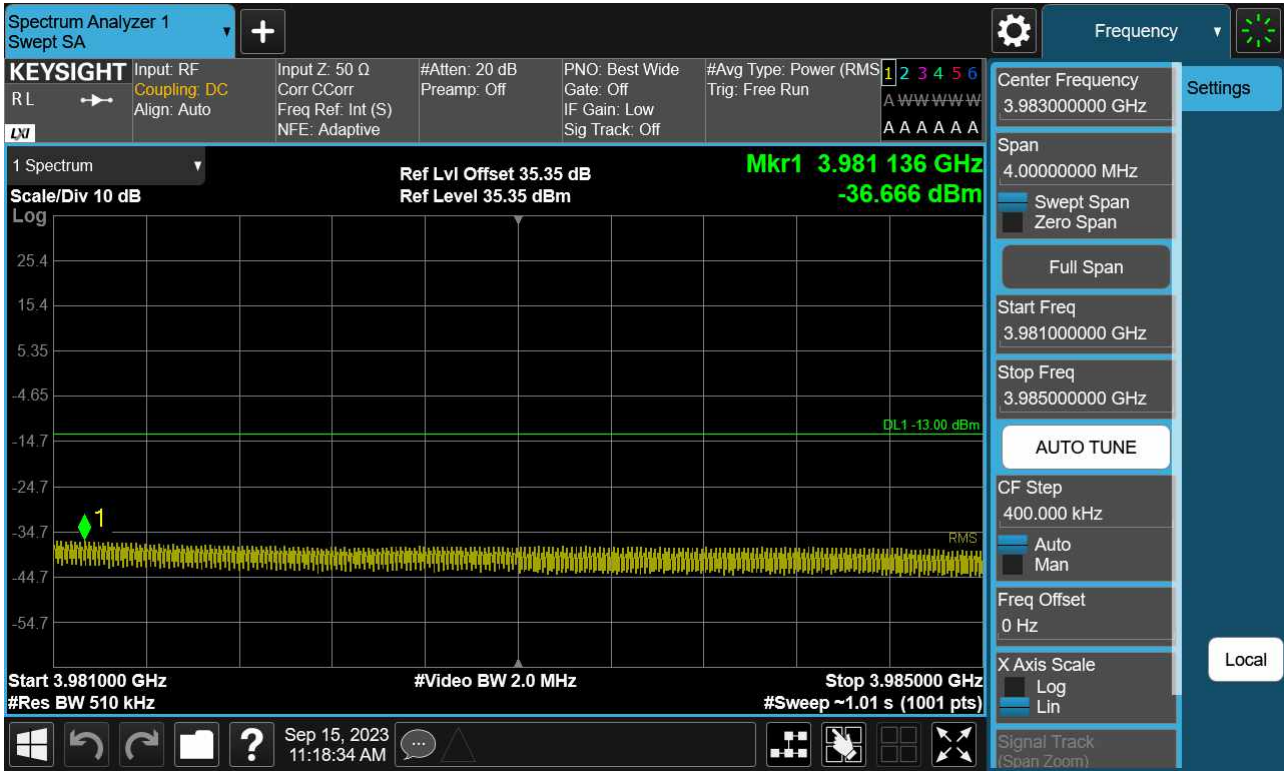 Spectrum Analyzer 1
Swept SA
+
Frequency
KEYSIGHT
R L
LXI
Input: RF
Coupling: DC
Align: Auto
Input Z: 50 Ω
Corr CCorr
Freq Ref: Int (S)
NFE: Adaptive
#Atten: 20 dB
Preamp: Off
PNO: Best Wide
Gate: Off
IF Gain: Low
Sig Track: Off
#Avg Type: Power (RMS
Trig: Free Run
1 2 3 4 5 6
A W W W W W
A A A A A A
1 Spectrum
Scale/Div 10 dB
Log
Ref Lvl Offset 35.35 dB
Ref Level 35.35 dBm
Mkr1 3.981 136 GHz
-36.666 dBm
25.4
15.4
5.35
-4.65
DL1 -13.00 dBm
-14.7
-24.7
1
-34.7
RMS
-44.7
-54.7
Start 3.981000 GHz
#Res BW 510 kHz
#Video BW 2.0 MHz
Stop 3.985000 GHz
#Sweep ~1.01 s (1001 pts)
Center Frequency
3.983000000 GHz
Settings
Span
4.00000000 MHz
Swept Span
Zero Span
Full Span
Start Freq
3.981000000 GHz
Stop Freq
3.985000000 GHz
AUTO TUNE
CF Step
400.000 kHz
Auto
Man
Freq Offset
0 Hz
X Axis Scale
Log
Lin
Local
Signal Track
(Span Zoom)
?
Sep 15, 2023
11:18:34 AM